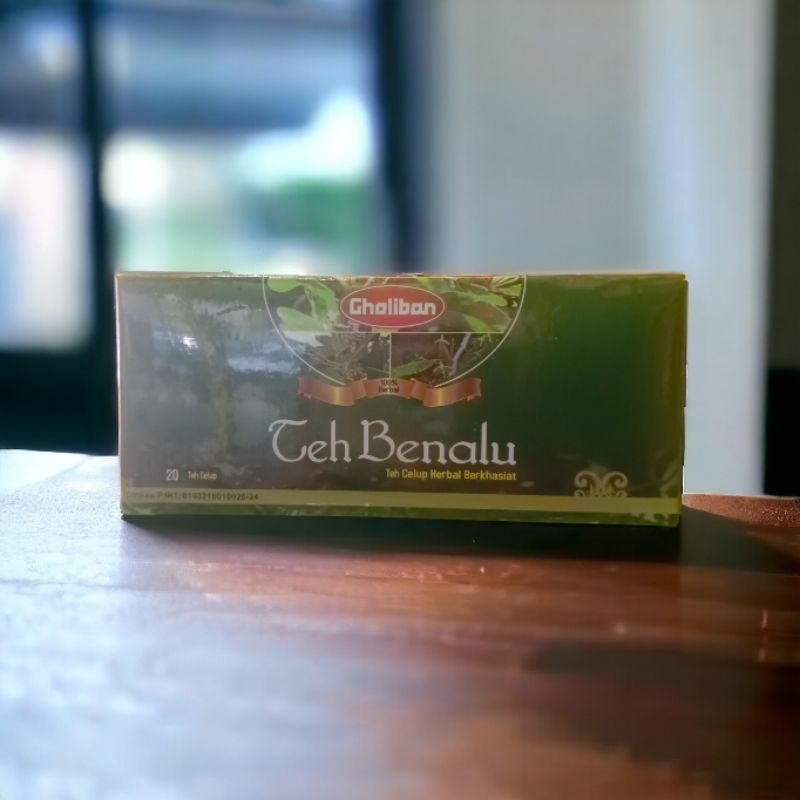 Gholiban
100%
Herbal
Teh Benalu
Teh Celup Herbal Berkhasiat
20 Teh Celup
P.IRT. 8103216010026-24